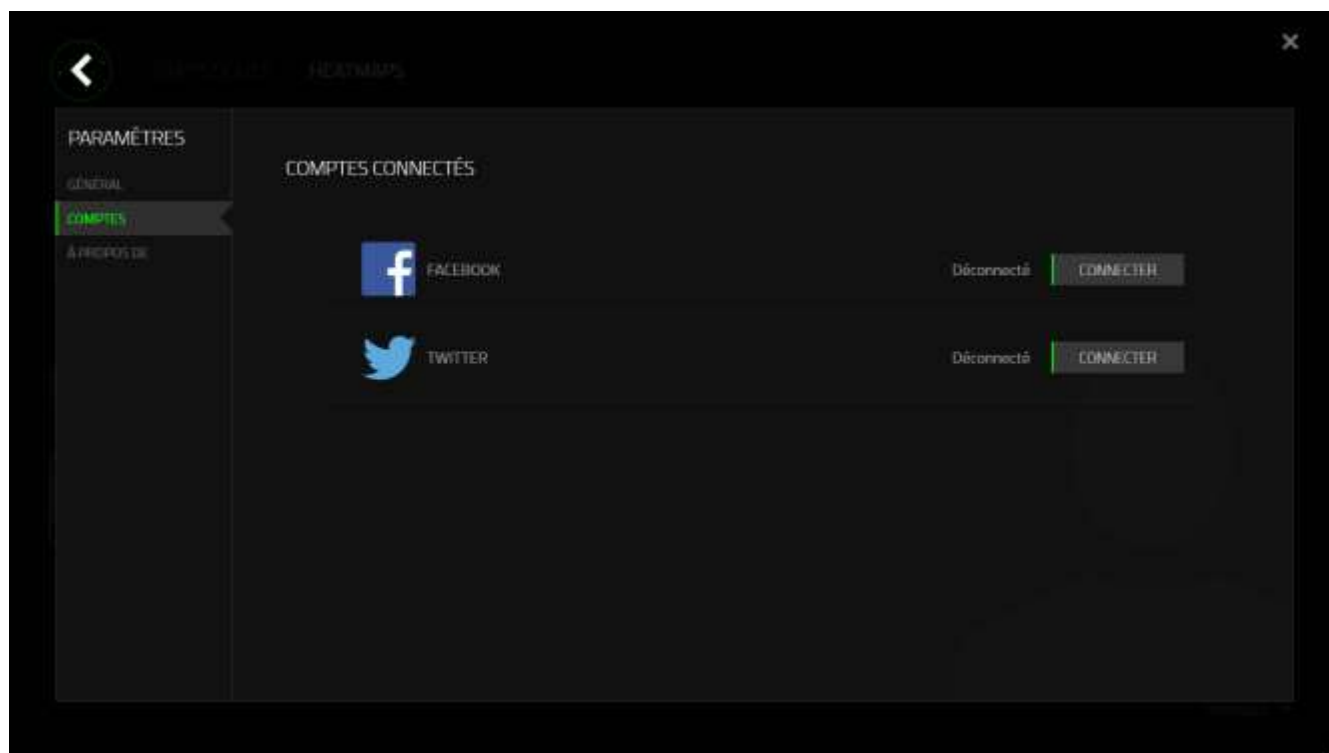 HEATMAPS
PARAMÈTRES
GÉNÉRAL
COMPTES
À PROPOS DE
COMPTES CONNECTÉS
FACEBOOK Déconnecté CONNECTER
TWITTER Déconnecté CONNECTER